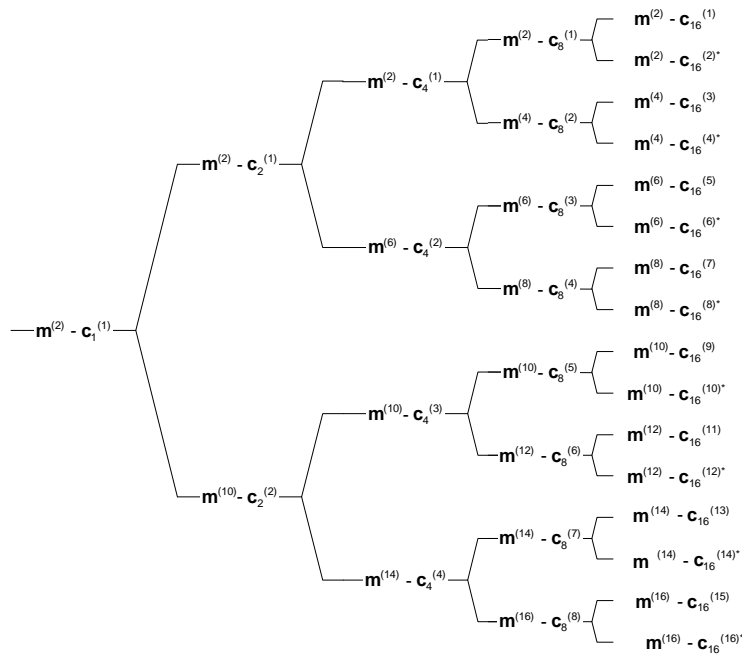 m(2) - c1(1)
m(2) - c2(1)
m(10)- c2(2)
m(2) - c4(1)
m(6) - c4(2)
m(10)- c4(3)
m(14) - c4(4)
m(2) - c8(1)
m(4) - c8(2)
m(6) - c8(3)
m(8) - c8(4)
m(10)- c8(5)
m(12) - c8(6)
m(14) - c8(7)
m(16) - c8(8)
m(2) - c16(1)
m(2) - c16(2)*
m(4) - c16(3)
m(4) - c16(4)*
m(6) - c16(5)
m(6) - c16(6)*
m(8) - c16(7)
m(8) - c16(8)*
m(10)- c16(9)
m(10) - c16(10)*
m(12) - c16(11)
m(12) - c16(12)*
m(14) - c16(13)
m (14) - c16(14)*
m(16) - c16(15)
m(16) - c16(16)*